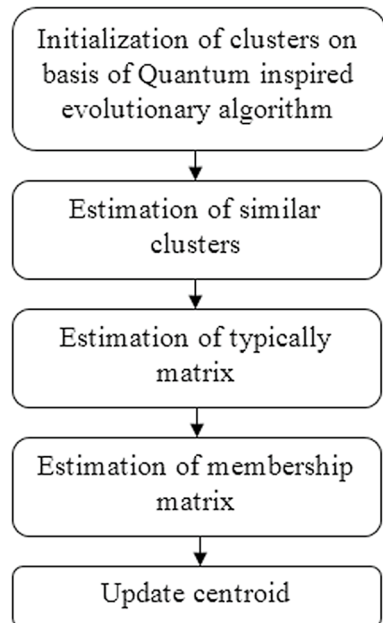 Initialization of clusters on
basis of Quantum inspired
evolutionary algorithm
Estimation of similar
clusters
Estimation of typically
matrix
Estimation of membership
matrix
Update centroid